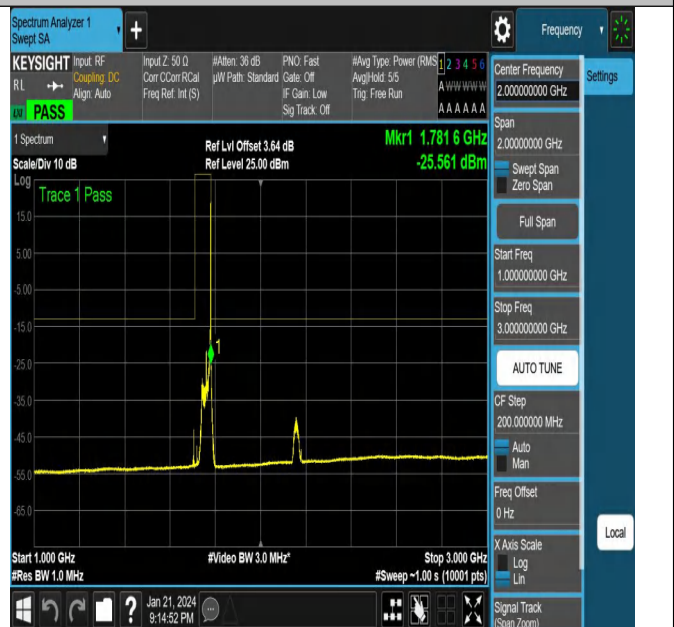 Spectrum Analyzer 1
Swept SA
+
Frequency
KEYSIGHT
RL
Input: RF
Coupling: DC
Align: Auto
Input Z: 50 Ω
Corr CCorr RCal
Freq Ref: Int (S)
#Atten: 36 dB
µW Path: Standard
PNO: Fast
Gate: Off
IF Gain: Low
Sig Track: Off
#Avg Type: Power (RMS
Avg|Hold: 5/5
Trig: Free Run
1 2 3 4 5 6
A W W W W W
A A A A A A
LXI PASS
1 Spectrum
Scale/Div 10 dB
Ref Lvl Offset 3.64 dB
Ref Level 25.00 dBm
Mkr1 1.781 6 GHz
-25.561 dBm
Log
Trace 1 Pass
15.0
5.00
-5.00
-15.0
-25.0
-35.0
-45.0
-55.0
-65.0
1
Start 1.000 GHz
#Res BW 1.0 MHz
#Video BW 3.0 MHz*
Stop 3.000 GHz
#Sweep ~1.00 s (10001 pts)
Center Frequency
2.000000000 GHz
Settings
Span
2.00000000 GHz
Swept Span
Zero Span
Full Span
Start Freq
1.000000000 GHz
Stop Freq
3.000000000 GHz
AUTO TUNE
CF Step
200.000000 MHz
Auto
Man
Freq Offset
0 Hz
X Axis Scale
Log
Lin
Local
Signal Track
(Span Zoom)
?
Jan 21, 2024
9:14:52 PM